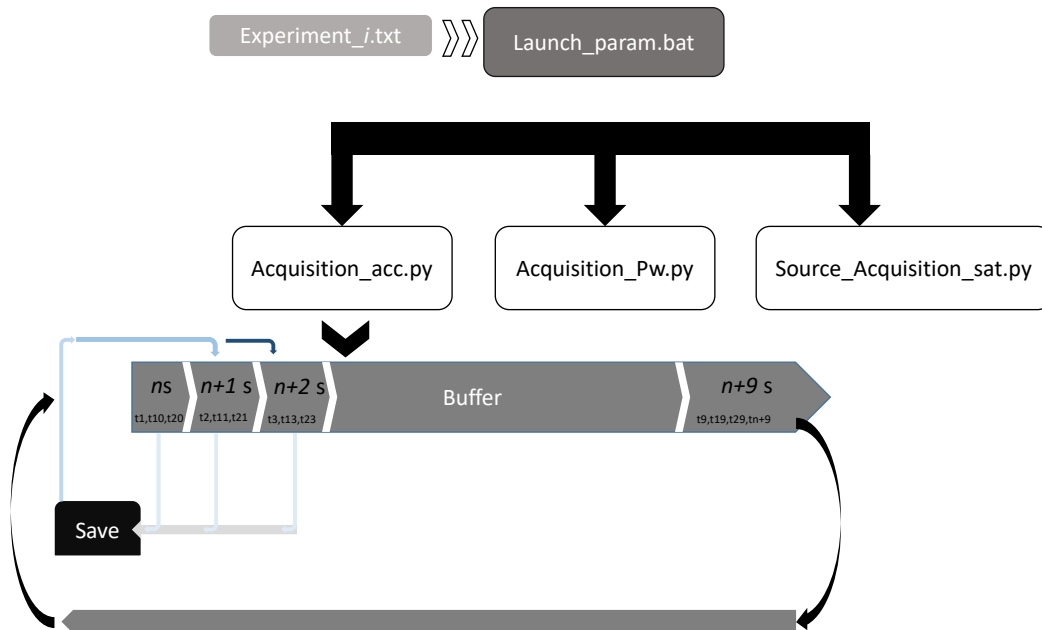 Experiment_i.txt
Launch_param.bat
Acquisition_acc.py
Acquisition_Pw.py
Source_Acquisition_sat.py
ns
n+1 s
n+2 s
Buffer
n+9 s
t1,t10,t20
t2,t11,t21
t3,t13,t23
t9,t19,t29,tn+9
Save